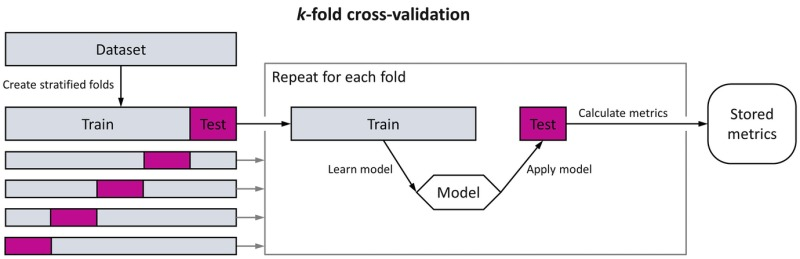 k-fold cross-validation
Dataset
Create stratified folds
Train
Test
Repeat for each fold
Train
Test
Calculate metrics
Stored
metrics
Learn model
Model
Apply model